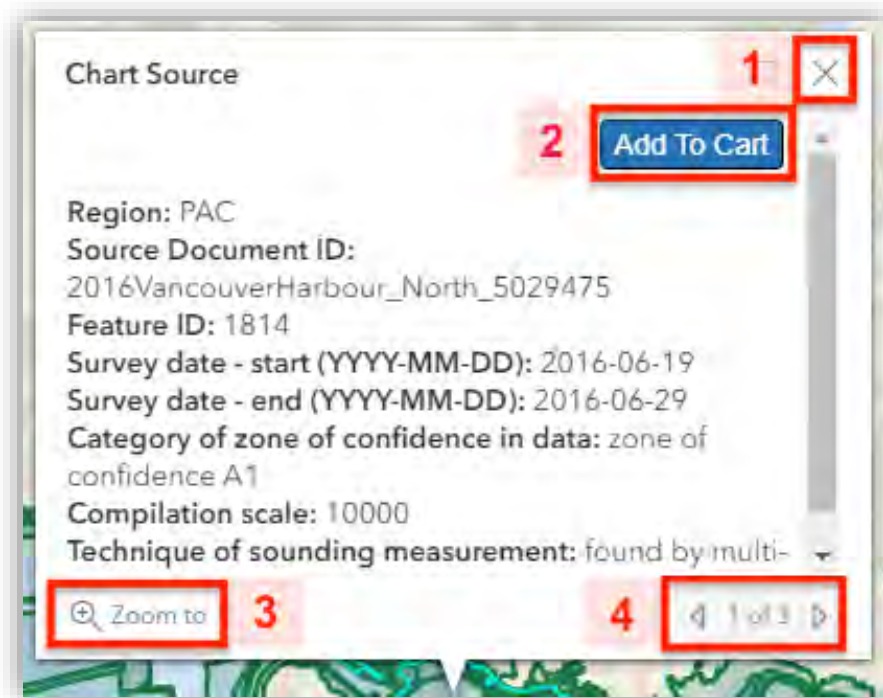 Chart Source
1
2
Add To Cart
Region: PAC
Source Document ID:
2016VancouverHarbour_North_5029475
Feature ID: 1814
Survey date - start (YYYY-MM-DD): 2016-06-19
Survey date - end (YYYY-MM-DD): 2016-06-29
Category of zone of confidence in data: zone of
confidence A1
Compilation scale: 10000
Technique of sounding measurement: found by multi-
Zoom to
3
4
1 of 3